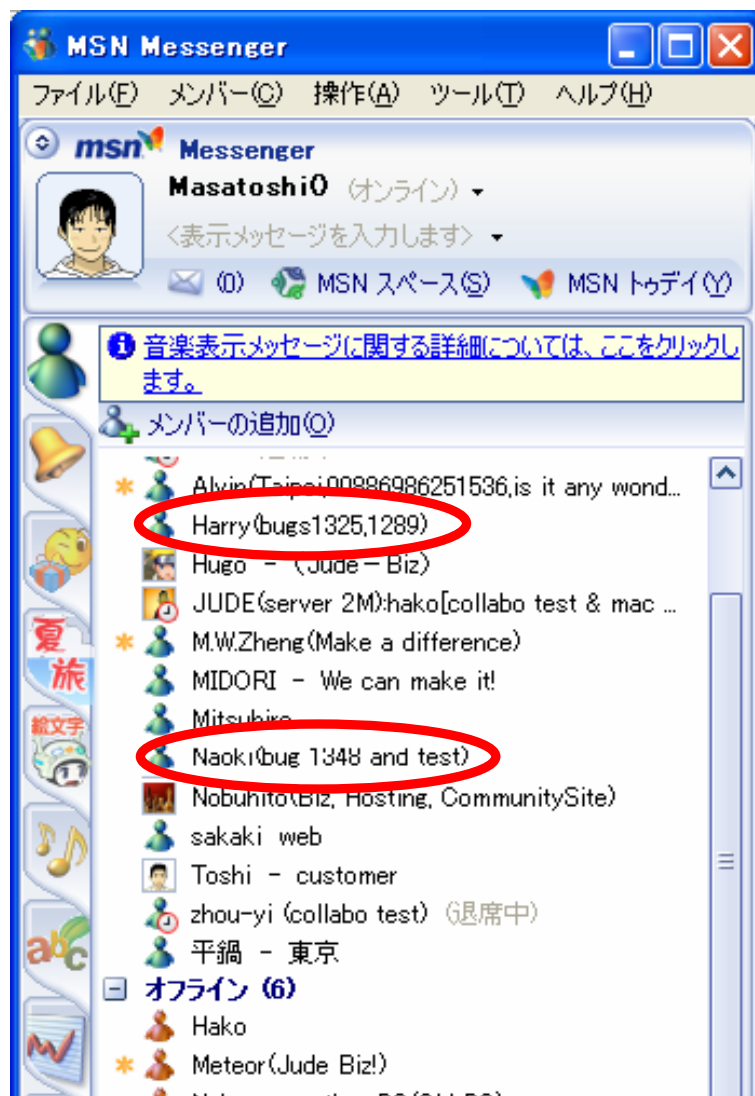 MSN Messenger
ファイル(F) メンバー(C) 操作(A) ツール(T) ヘルプ(H)
msn Messenger
MasatoshiO (オンライン)
<表示メッセージを入力します>
(0) MSN スペース(S) MSN トゥデイ(Y)
音楽表示メッセージに関する詳細については、ここをクリックし
ます。
メンバーの追加(O)
Alvin(Taipei,00886986251536,is it any wond...
Harry(bugs1325,1289)
Hugo - (Jude-Biz)
JUDE(server 2M):hako[collabo test & mac ...
夏
旅
M.W.Zheng(Make a difference)
MIDORI - We can make it!
絵文字
Mitsuhiro
Naoki(bug 1348 and test)
Nobuhito(Biz, Hosting, CommunitySite)
sakaki web
Toshi - customer
zhou-yi (collabo test) (退席中)
abc
平鍋 - 東京
オフライン (6)
Hako
Meteor(Jude Biz!)